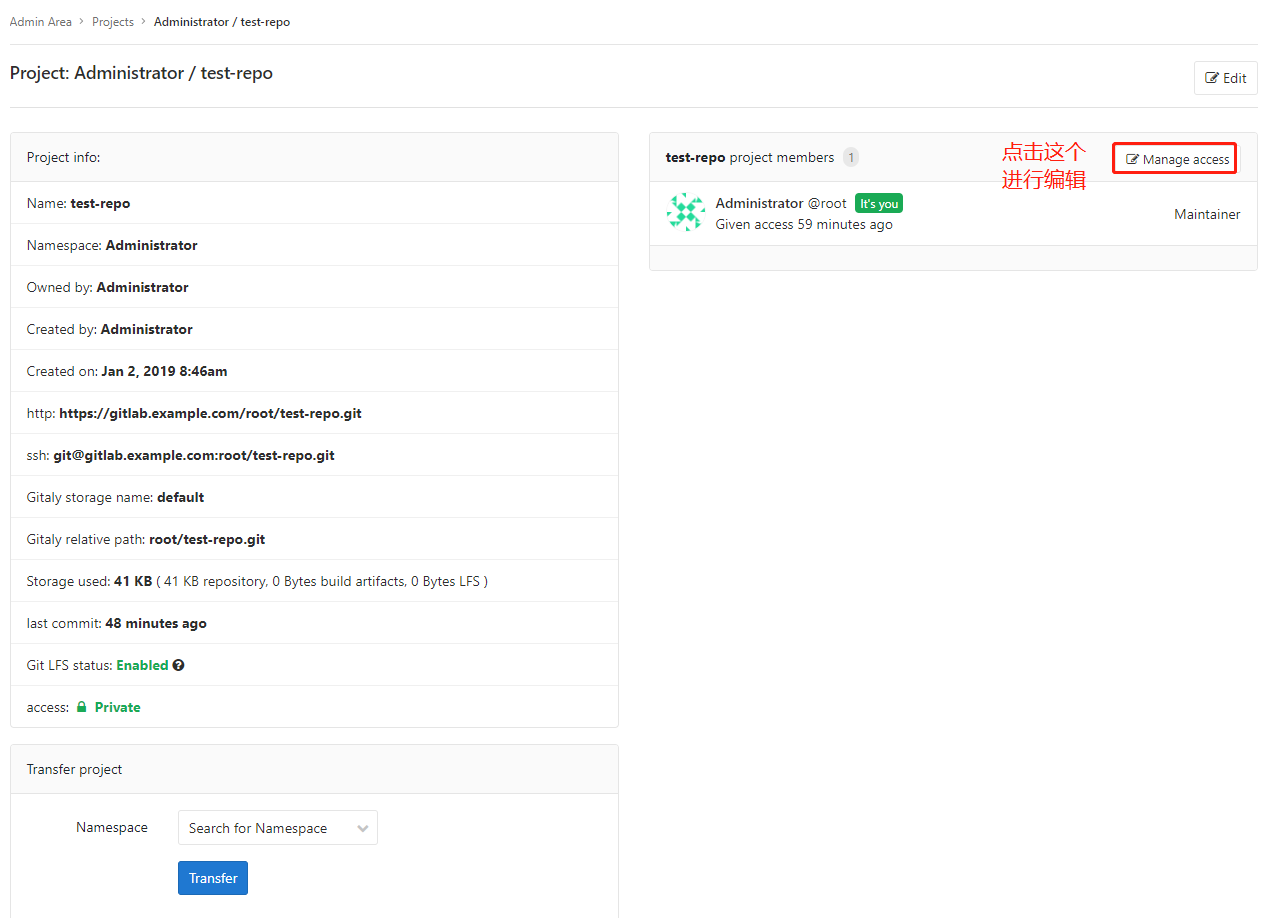 Admin Area > Projects > Administrator / test-repo
Project: Administrator / test-repo
Edit
Project info:
Name: test-repo
Namespace: Administrator
Owned by: Administrator
Created by: Administrator
Created on: Jan 2, 2019 8:46am
http: https://gitlab.example.com/root/test-repo.git
ssh: git@gitlab.example.com:root/test-repo.git
Gitaly storage name: default
Gitaly relative path: root/test-repo.git
Storage used: 41 KB ( 41 KB repository, 0 Bytes build artifacts, 0 Bytes LFS )
last commit: 48 minutes ago
Git LFS status: Enabled ?
access: Private
Transfer project
Namespace
Search for Namespace
Transfer
test-repo project members 1
点击这个
进行编辑
Manage access
Administrator @root It's you
Given access 59 minutes ago
Maintainer